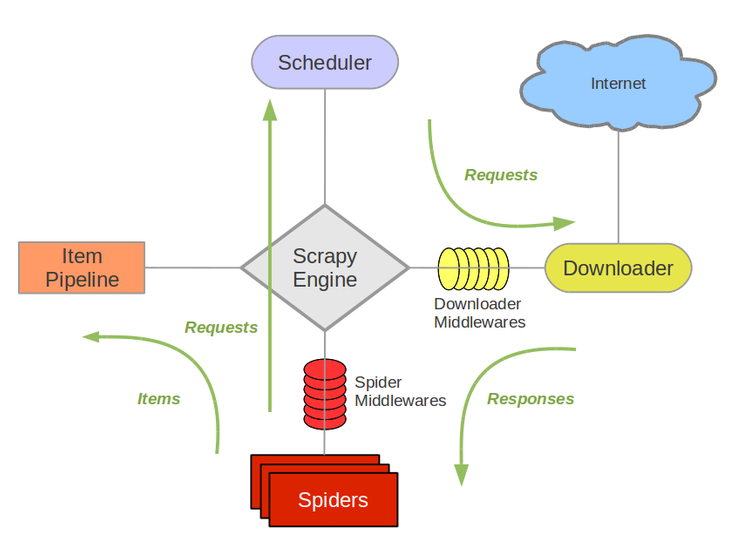 Scheduler
Internet
Requests
Item
Pipeline
Scrapy
Engine
Downloader
Downloader
Middlewares
Requests
Items
Spider
Middlewares
Responses
Spiders